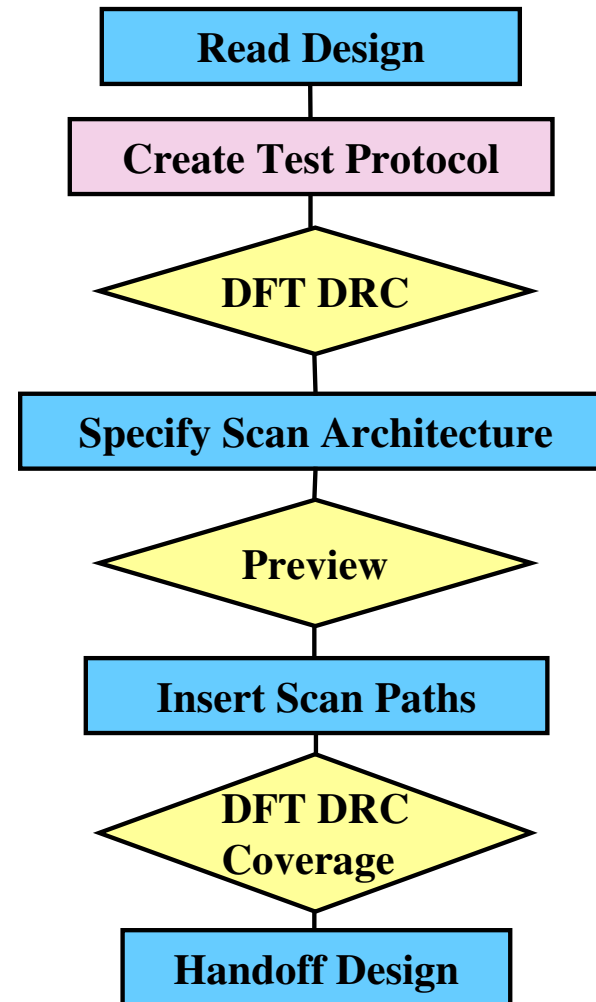 Read Design
Create Test Protocol
DFT DRC
Specify Scan Architecture
Preview
Insert Scan Paths
DFT DRC
Coverage
Handoff Design